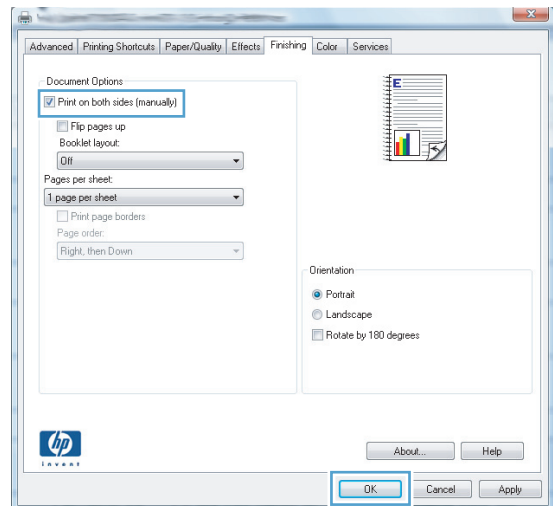 Advanced Printing Shortcuts Paper/Quality Effects Finishing Color Services
Document Options
Print on both sides (manually)
Flip pages up
Booklet layout:
Off
Pages per sheet:
1 page per sheet
Print page borders
Page order:
Right, then Down
E
Orientation
Portrait
Landscape
Rotate by 180 degrees
hp
invent
About... Help
OK Cancel Apply